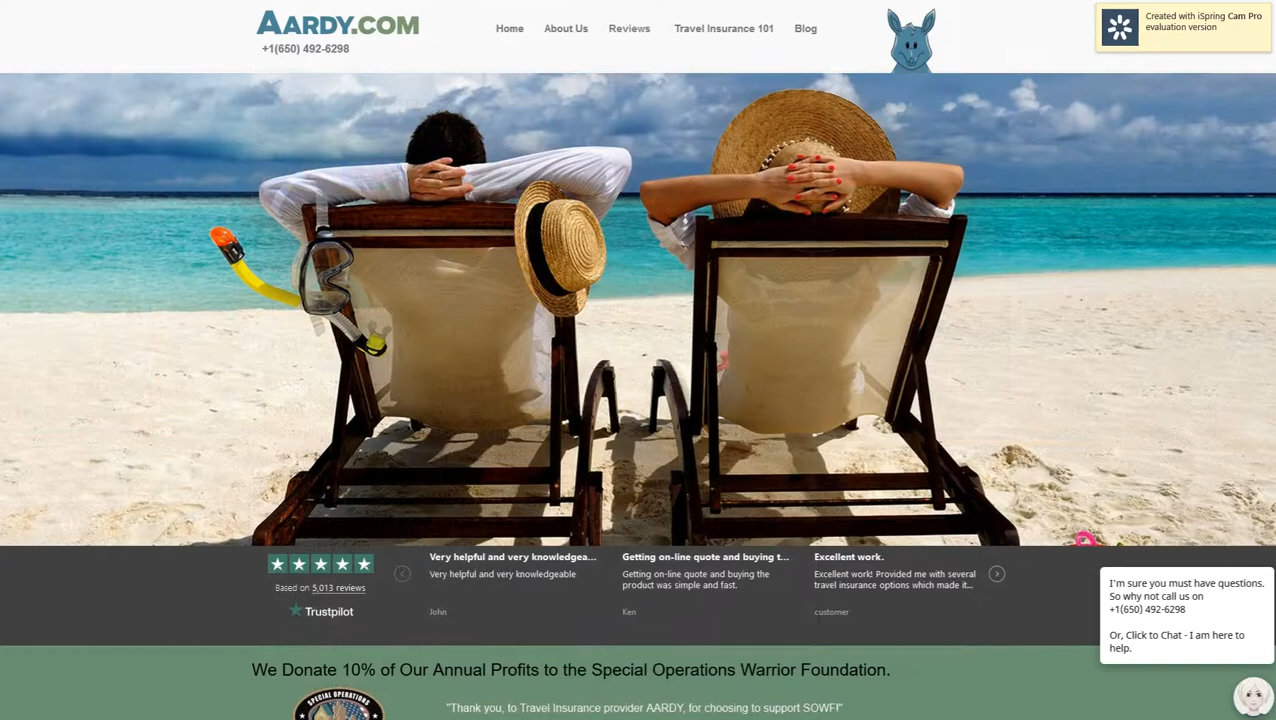 AARDY.COM
+1(650) 492-6298
Home About Us Reviews Travel Insurance 101 Blog
Created with iSpring Cam Pro
evaluation version
Based on 5,013 reviews
Trustpilot
Very helpful and very knowledgea...
Very helpful and very knowledgeable
John
Getting on-line quote and buying t...
Getting on-line quote and buying the
product was simple and fast.
Ken
Excellent work.
Excellent work! Provided me with several
travel insurance options which made it...
customer
I'm sure you must have questions.
So why not call us on
+1(650) 492-6298
Or, Click to Chat - I am here to
help.
We Donate 10% of Our Annual Profits to the Special Operations Warrior Foundation.
SPECIAL OPERATIONS
"Thank you, to Travel Insurance provider AARDY, for choosing to support SOWF!"